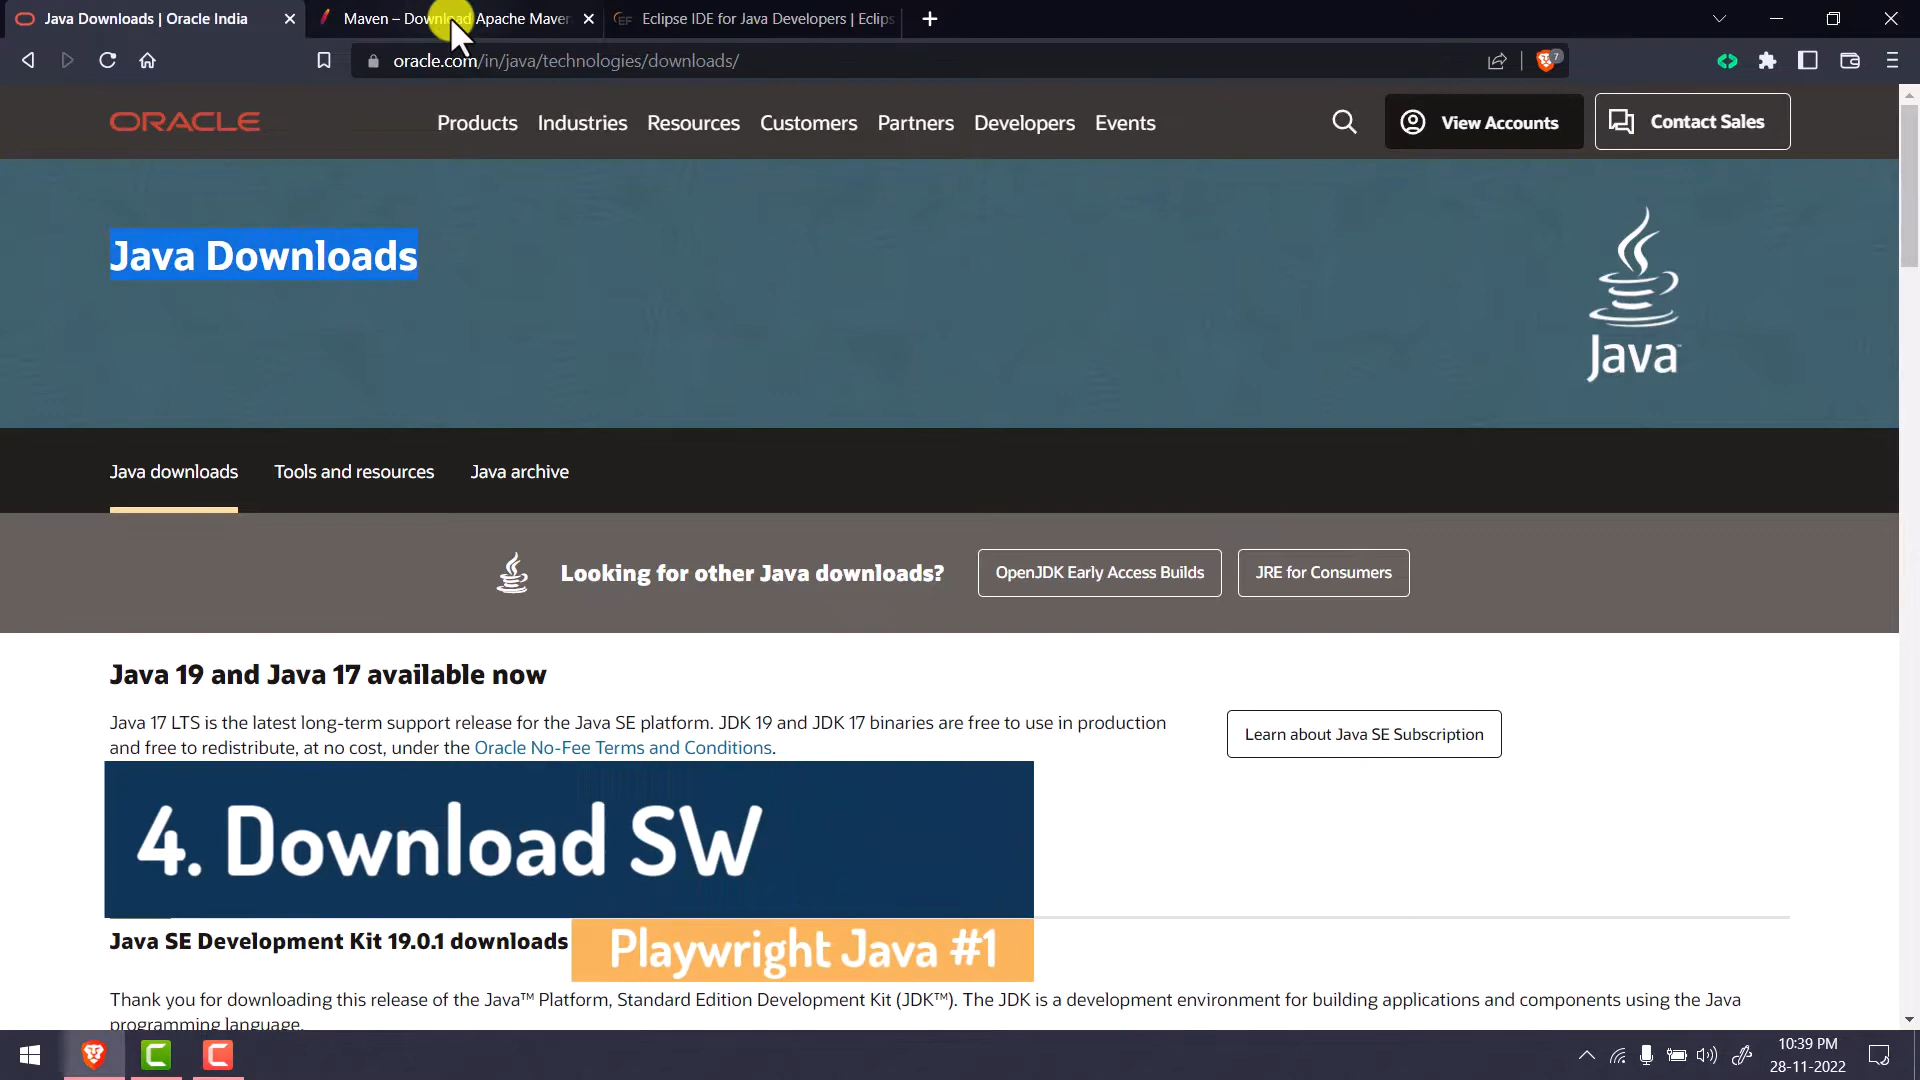 Java Downloads | Oracle India
Maven – Download Apache Maven
Eclipse IDE for Java Developers | Eclips
oracle.com/in/java/technologies/downloads/
7
ORACLE
Products
Industries
Resources
Customers
Partners
Developers
Events
View Accounts
Contact Sales
Java Downloads
Java
Java downloads
Tools and resources
Java archive
Looking for other Java downloads?
OpenJDK Early Access Builds
JRE for Consumers
Java 19 and Java 17 available now
Java 17 LTS is the latest long-term support release for the Java SE platform. JDK 19 and JDK 17 binaries are free to use in production
and free to redistribute, at no cost, under the Oracle No-Fee Terms and Conditions.
Learn about Java SE Subscription
4. Download SW
Java SE Development Kit 19.0.1 downloads
Playwright Java #1
Thank you for downloading this release of the Java™ Platform, Standard Edition Development Kit (JDK™). The JDK is a development environment for building applications and components using the Java
programming language.
10:39 PM
28-11-2022